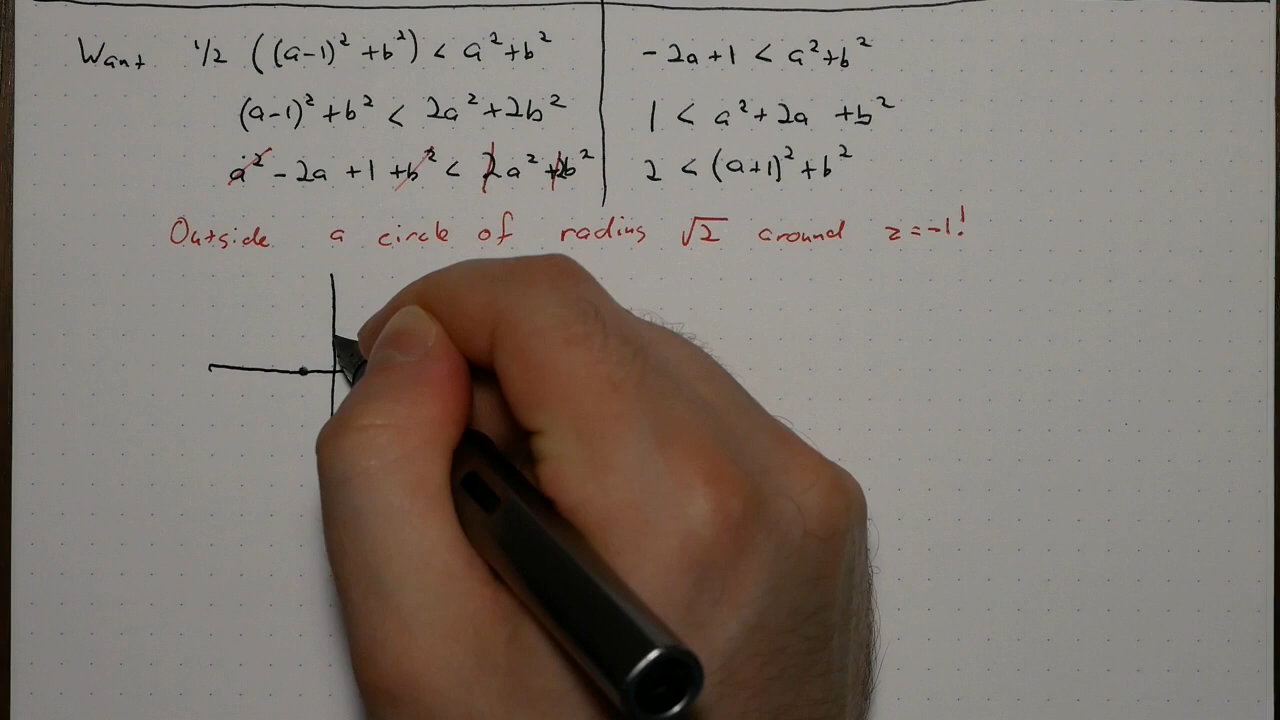 Want 1/2 ((a-1)² + b²) < a² + b²
(a-1)² + b² < 2a² + 2b²
a² - 2a + 1 + b² < 2a² + 2b²
-2a + 1 < a² + b²
1 < a² + 2a + b²
2 < (a+1)² + b²
Outside a circle of radius √2 around z = -1!